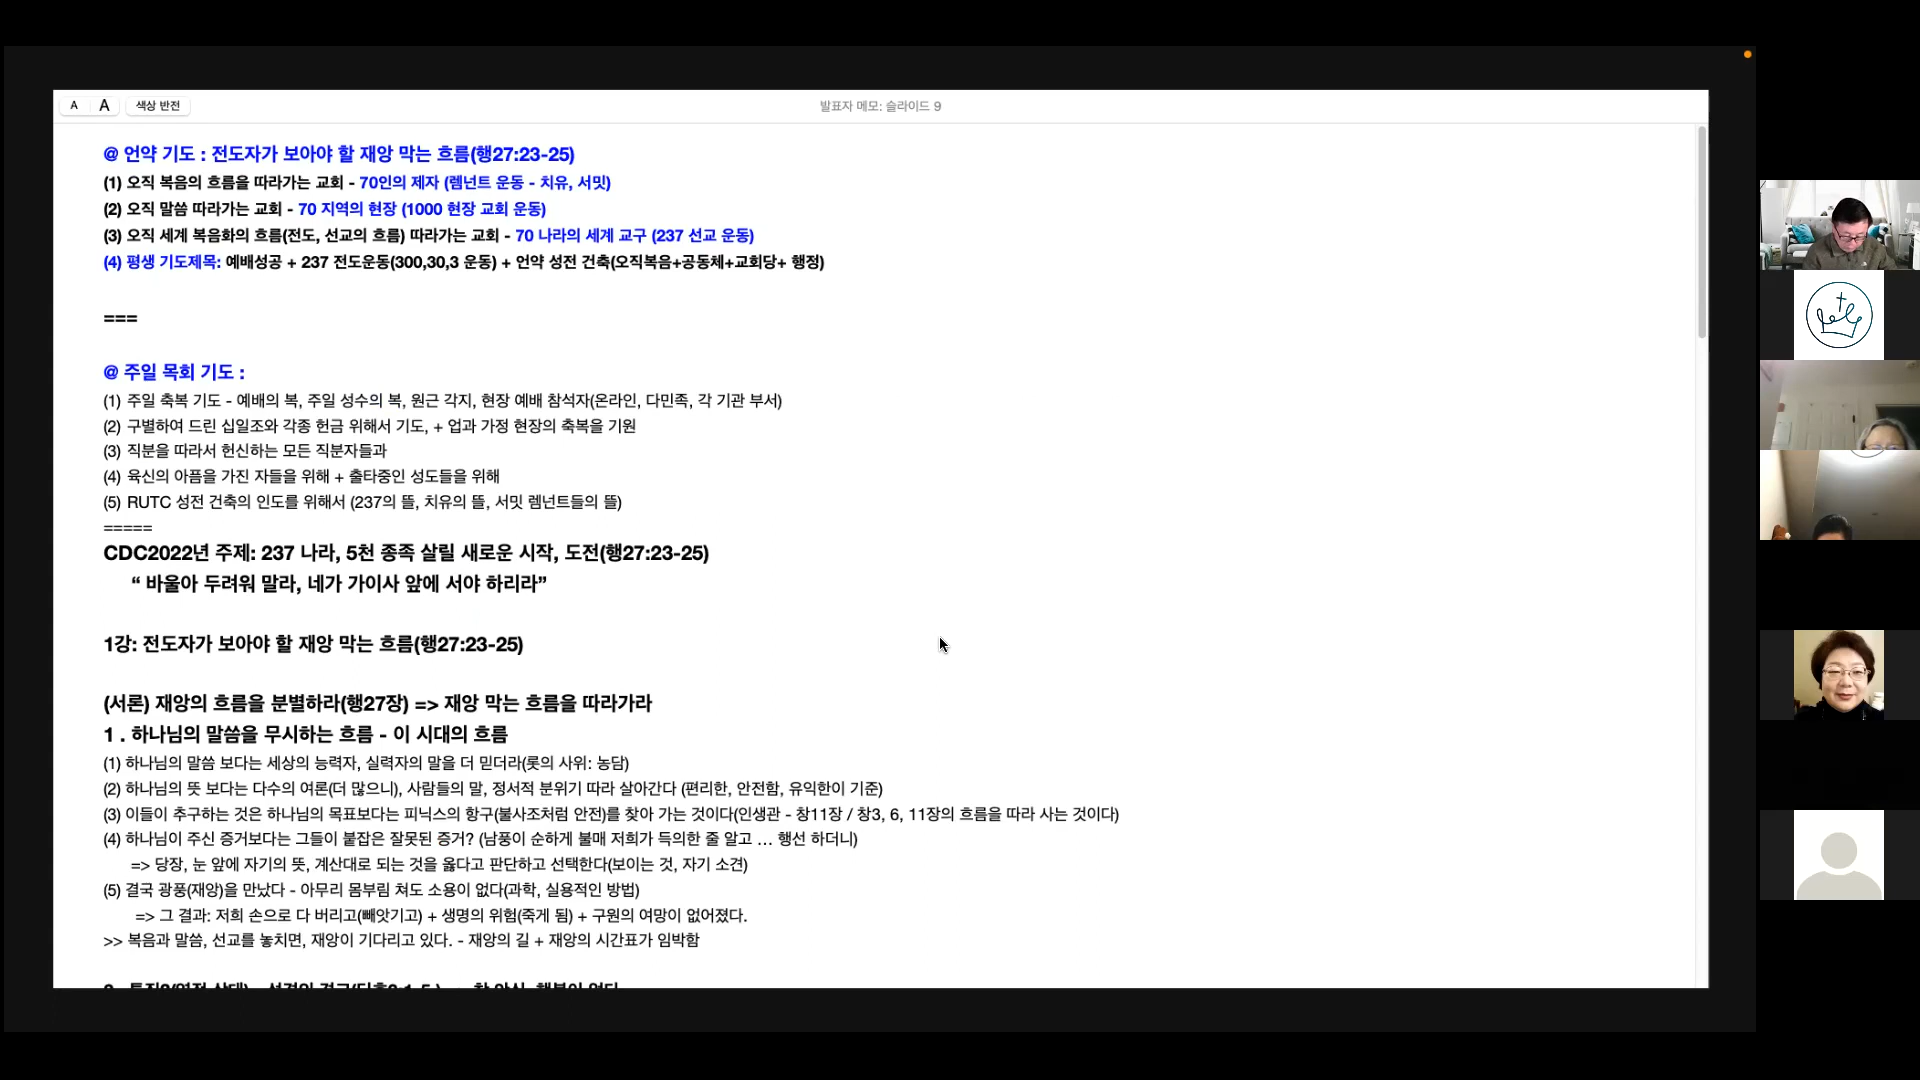 A A 색상 반전 발표자 메모: 슬라이드 9
@ 언약 기도 : 전도자가 보아야 할 재앙 막는 흐름(행27:23-25)
(1) 오직 복음의 흐름을 따라가는 교회 - 70인의 제자 (렘넌트 운동 - 치유, 서밋)
(2) 오직 말씀 따라가는 교회 - 70 지역의 현장 (1000 현장 교회 운동)
(3) 오직 세계 복음화의 흐름(전도, 선교의 흐름) 따라가는 교회 - 70 나라의 세계 교구 (237 선교 운동)
(4) 평생 기도제목: 예배성공 + 237 전도운동(300,30,3 운동) + 언약 성전 건축(오직복음+공동체+교회당+ 행정)
===
@ 주일 목회 기도 :
(1) 주일 축복 기도 - 예배의 복, 주일 성수의 복, 원근 각지, 현장 예배 참석자(온라인, 다민족, 각 기관 부서)
(2) 구별하여 드린 십일조와 각종 헌금 위해서 기도, + 업과 가정 현장의 축복을 기원
(3) 직분을 따라서 헌신하는 모든 직분자들과
(4) 육신의 아픔을 가진 자들을 위해 + 출타중인 성도들을 위해
(5) RUTC 성전 건축의 인도를 위해서 (237의 뜰, 치유의 뜰, 서밋 렘넌트들의 뜰)
=====
CDC2022년 주제: 237 나라, 5천 종족 살릴 새로운 시작, 도전(행27:23-25)
“ 바울아 두려워 말라, 네가 가이사 앞에 서야 하리라”
1강: 전도자가 보아야 할 재앙 막는 흐름(행27:23-25)
(서론) 재앙의 흐름을 분별하라(행27장) => 재앙 막는 흐름을 따라가라
1 . 하나님의 말씀을 무시하는 흐름 - 이 시대의 흐름
(1) 하나님의 말씀 보다는 세상의 능력자, 실력자의 말을 더 믿더라(롯의 사위: 농담)
(2) 하나님의 뜻 보다는 다수의 여론(더 많으니), 사람들의 말, 정서적 분위기 따라 살아간다 (편리한, 안전함, 유익한이 기준)
(3) 이들이 추구하는 것은 하나님의 목표보다는 피닉스의 항구(불사조처럼 안전)를 찾아 가는 것이다(인생관 - 창11장 / 창3, 6, 11장의 흐름을 따라 사는 것이다)
(4) 하나님이 주신 증거보다는 그들이 붙잡은 잘못된 증거? (남풍이 순하게 불매 저희가 득의한 줄 알고 … 행선 하더니)
=> 당장, 눈 앞에 자기의 뜻, 계산대로 되는 것을 옳다고 판단하고 선택한다(보이는 것, 자기 소견)
(5) 결국 광풍(재앙)을 만났다 - 아무리 몸부림 쳐도 소용이 없다(과학, 실용적인 방법)
=> 그 결과: 저희 손으로 다 버리고(빼앗기고) + 생명의 위험(죽게 됨) + 구원의 여망이 없어졌다.
>> 복음과 말씀, 선교를 놓치면, 재앙이 기다리고 있다. - 재앙의 길 + 재앙의 시간표가 임박함